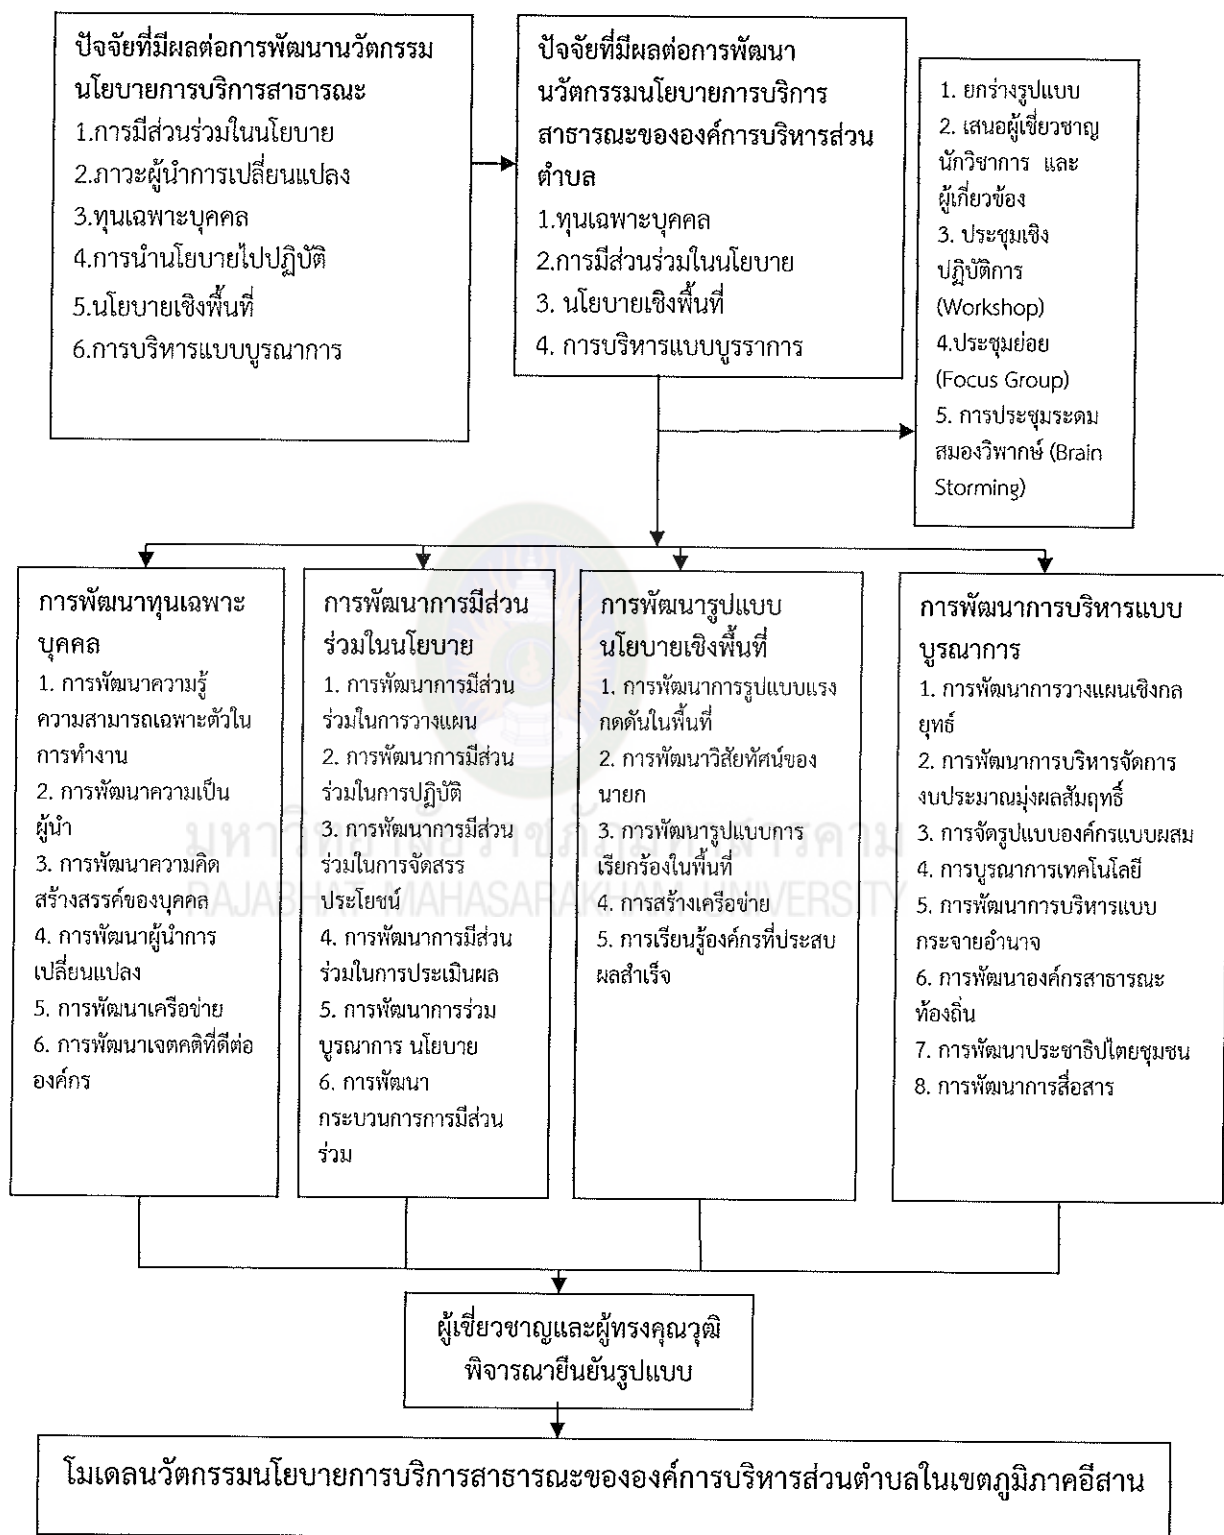 ปัจจัยที่มีผลต่อการพัฒนานวัตกรรม
นโยบายการบริการสาธารณะ
1.การมีส่วนร่วมในนโยบาย
2.ภาวะผู้นำการเปลี่ยนแปลง
3.ทุนเฉพาะบุคคล
4.การนำนโยบายไปปฏิบัติ
5.นโยบายเชิงพื้นที่
6.การบริหารแบบบูรณาการ
ปัจจัยที่มีผลต่อการพัฒนา
นวัตกรรมนโยบายการบริการ
สาธารณะขององค์การบริหารส่วน
ตำบล
1.ทุนเฉพาะบุคคล
2.การมีส่วนร่วมในนโยบาย
3. นโยบายเชิงพื้นที่
4. การบริหารแบบบูรราการ
1. ยกร่างรูปแบบ
2. เสนอผู้เชี่ยวชาญ
นักวิชาการ และ
ผู้เกี่ยวข้อง
3. ประชุมเชิง
ปฏิบัติการ
(Workshop)
4.ประชุมย่อย
(Focus Group)
5. การประชุมระดม
สมองวิพากษ์ (Brain
Storming)
การพัฒนาทุนเฉพาะ
บุคคล
1. การพัฒนาความรู้
ความสามารถเฉพาะตัวใน
การทำงาน
2. การพัฒนาความเป็น
ผู้นำ
3. การพัฒนาความคิด
สร้างสรรค์ของบุคคล
4. การพัฒนาผู้นำการ
เปลี่ยนแปลง
5. การพัฒนาเครือข่าย
6. การพัฒนาเจตคติที่ดีต่อ
องค์กร
การพัฒนาการมีส่วน
ร่วมในนโยบาย
1. การพัฒนาการมีส่วน
ร่วมในการวางแผน
2. การพัฒนาการมีส่วน
ร่วมในการปฏิบัติ
3. การพัฒนาการมีส่วน
ร่วมในการจัดสรร
ประโยชน์
4. การพัฒนาการมีส่วน
ร่วมในการประเมินผล
5. การพัฒนาการร่วม
บูรณาการ นโยบาย
6. การพัฒนา
กระบวนการการมีส่วน
ร่วม
การพัฒนารูปแบบ
นโยบายเชิงพื้นที่
1. การพัฒนาการรูปแบบแรง
กดดันในพื้นที่
2. การพัฒนาวิสัยทัศน์ของ
นายก
3. การพัฒนารูปแบบการ
เรียกร้องในพื้นที่
4. การสร้างเครือข่าย
5. การเรียนรู้องค์กรที่ประสบ
ผลสำเร็จ
การพัฒนาการบริหารแบบ
บูรณาการ
1. การพัฒนาการวางแผนเชิงกล
ยุทธ์
2. การพัฒนาการบริหารจัดการ
งบประมาณมุ่งผลสัมฤทธิ์
3. การจัดรูปแบบองค์กรแบบผสม
4. การบูรณาการเทคโนโลยี
5. การพัฒนาการบริหารแบบ
กระจายอำนาจ
6. การพัฒนาองค์กรสาธารณะ
ท้องถิ่น
7. การพัฒนาประชาธิปไตยชุมชน
8. การพัฒนาการสื่อสาร
มหาวิทยาลัยราชภัฏมหาสารคาม
RAJABHAT MAHASARAKHAM UNIVERSITY
ผู้เชี่ยวชาญและผู้ทรงคุณวุฒิ
พิจารณายืนยันรูปแบบ
โมเดลนวัตกรรมนโยบายการบริการสาธารณะขององค์การบริหารส่วนตำบลในเขตภูมิภาคอีสาน